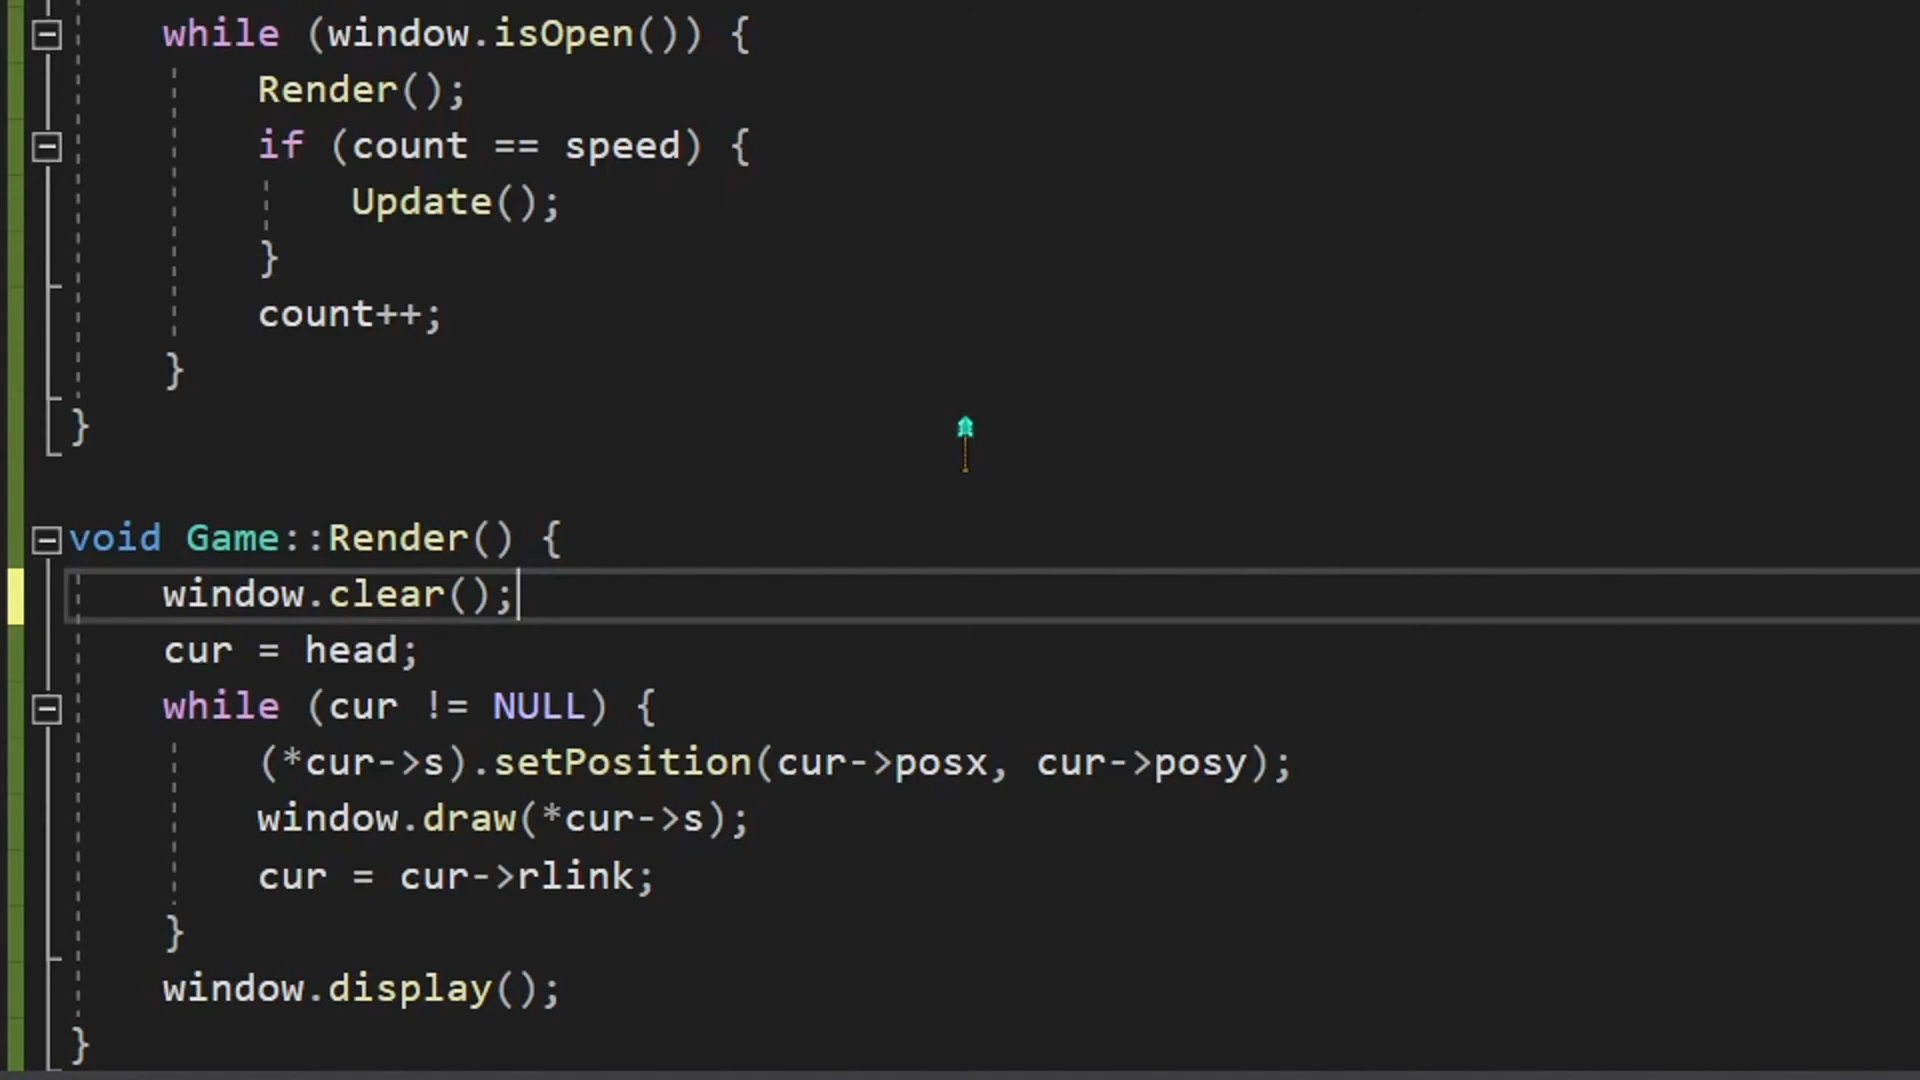 while (window.isOpen()) {
Render();
if (count == speed) {
Update();
}
count++;
}
}
void Game::Render() {
window.clear();
cur = head;
while (cur != NULL) {
(*cur->s).setPosition(cur->posx, cur->posy);
window.draw(*cur->s);
cur = cur->rlink;
}
window.display();
}